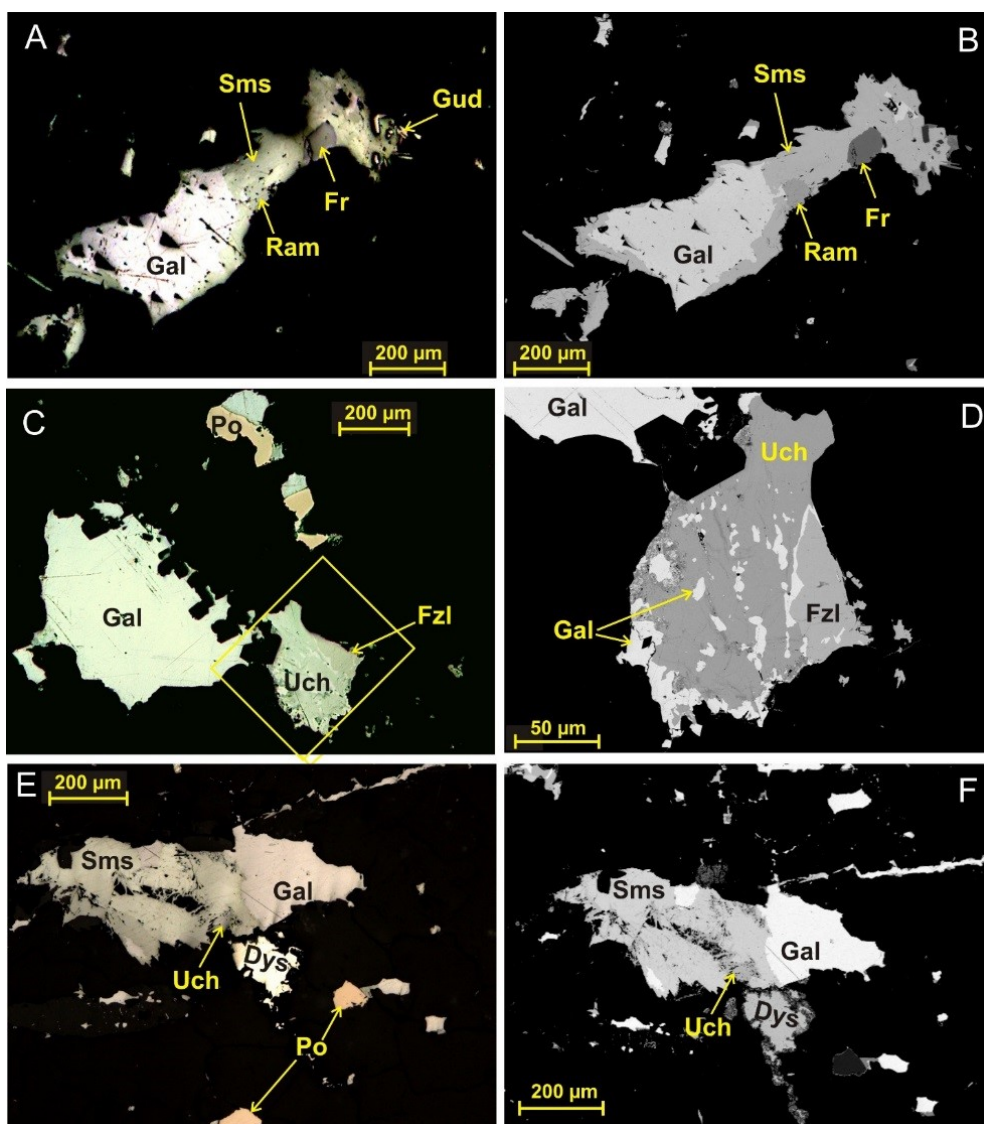 A
Sms
Gud
Fr
Ram
Gal
200 µm
B
Sms
Fr
Ram
Gal
200 µm
C
Po
200 µm
Gal
Fzl
Uch
D
Gal
Uch
Gal
Fzl
50 µm
E
200 µm
Sms
Gal
Uch
Dys
Po
F
Sms
Gal
Uch
Dys
200 µm